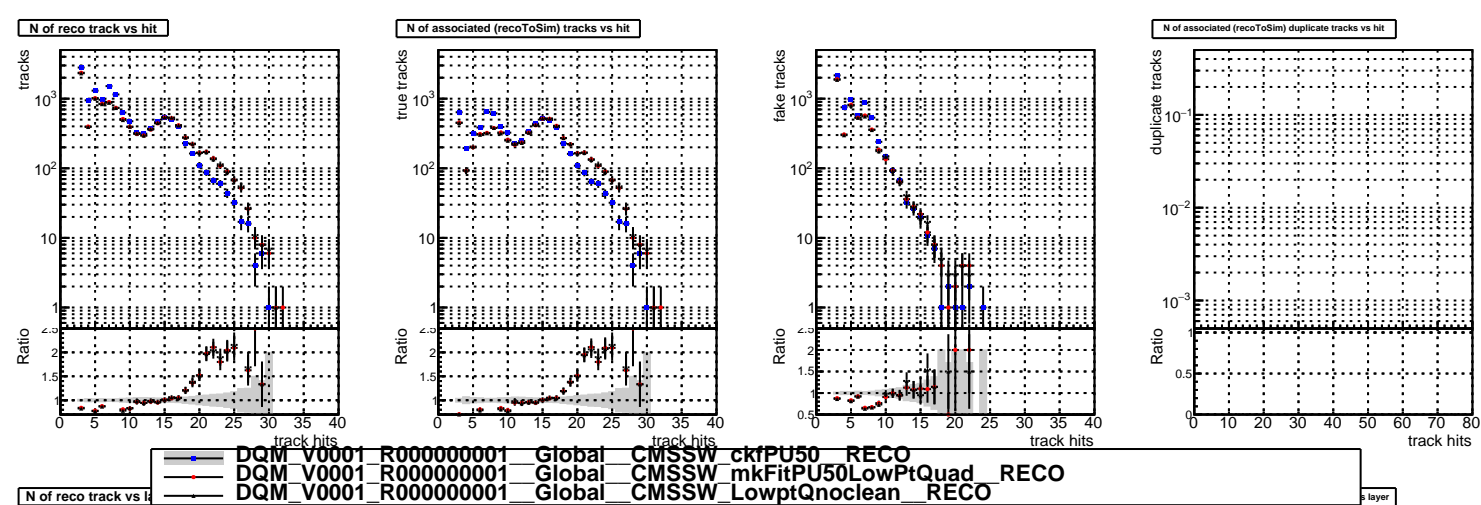 N of reco track vs hit
N of associated (recoToSim) tracks vs hit
N of associated (recoToSim) duplicate tracks vs hit
tracks
10³
10²
10
1
true tracks
10³
10²
10
1
fake tracks
10³
10²
10
1
duplicate tracks
10⁻¹
10⁻²
10⁻³
Ratio
2.5
2
1.5
1
0 5 10 15 20 25 30 35 40
track hits
Ratio
2.5
2
1.5
1
0 5 10 15 20 25 30 35 40
track hits
Ratio
2.5
2
1.5
1
0.5
0 5 10 15 20 25 30 35 40
track hits
Ratio
1
0.5
0
0 10 20 30 40 50 60 70 80
track hits
DQM_V0001_R000000001__Global__CMSSW_ckfPU50__RECO
DQM_V0001_R000000001__Global__CMSSW_mkFitPU50LowPtQuad__RECO
DQM_V0001_R000000001__Global__CMSSW_LowptQnoclean__RECO
N of reco track vs la
s layer